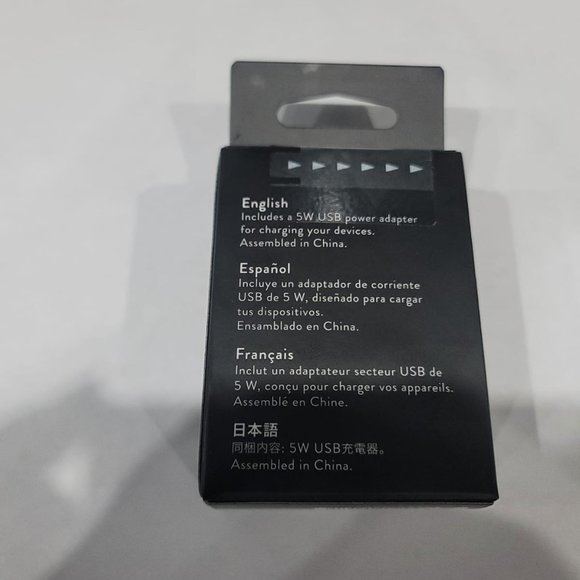 English
Includes a 5W USB power adapter
for charging your devices.
Assembled in China.
Español
Incluye un adaptador de corriente
USB de 5 W, diseñado para cargar
tus dispositivos.
Ensamblado en China.
Français
Inclut un adaptateur secteur USB de
5 W, conçu pour charger vos appareils.
Assemblé en Chine.
日本語
同梱内容: 5W USB充電器。
Assembled in China.